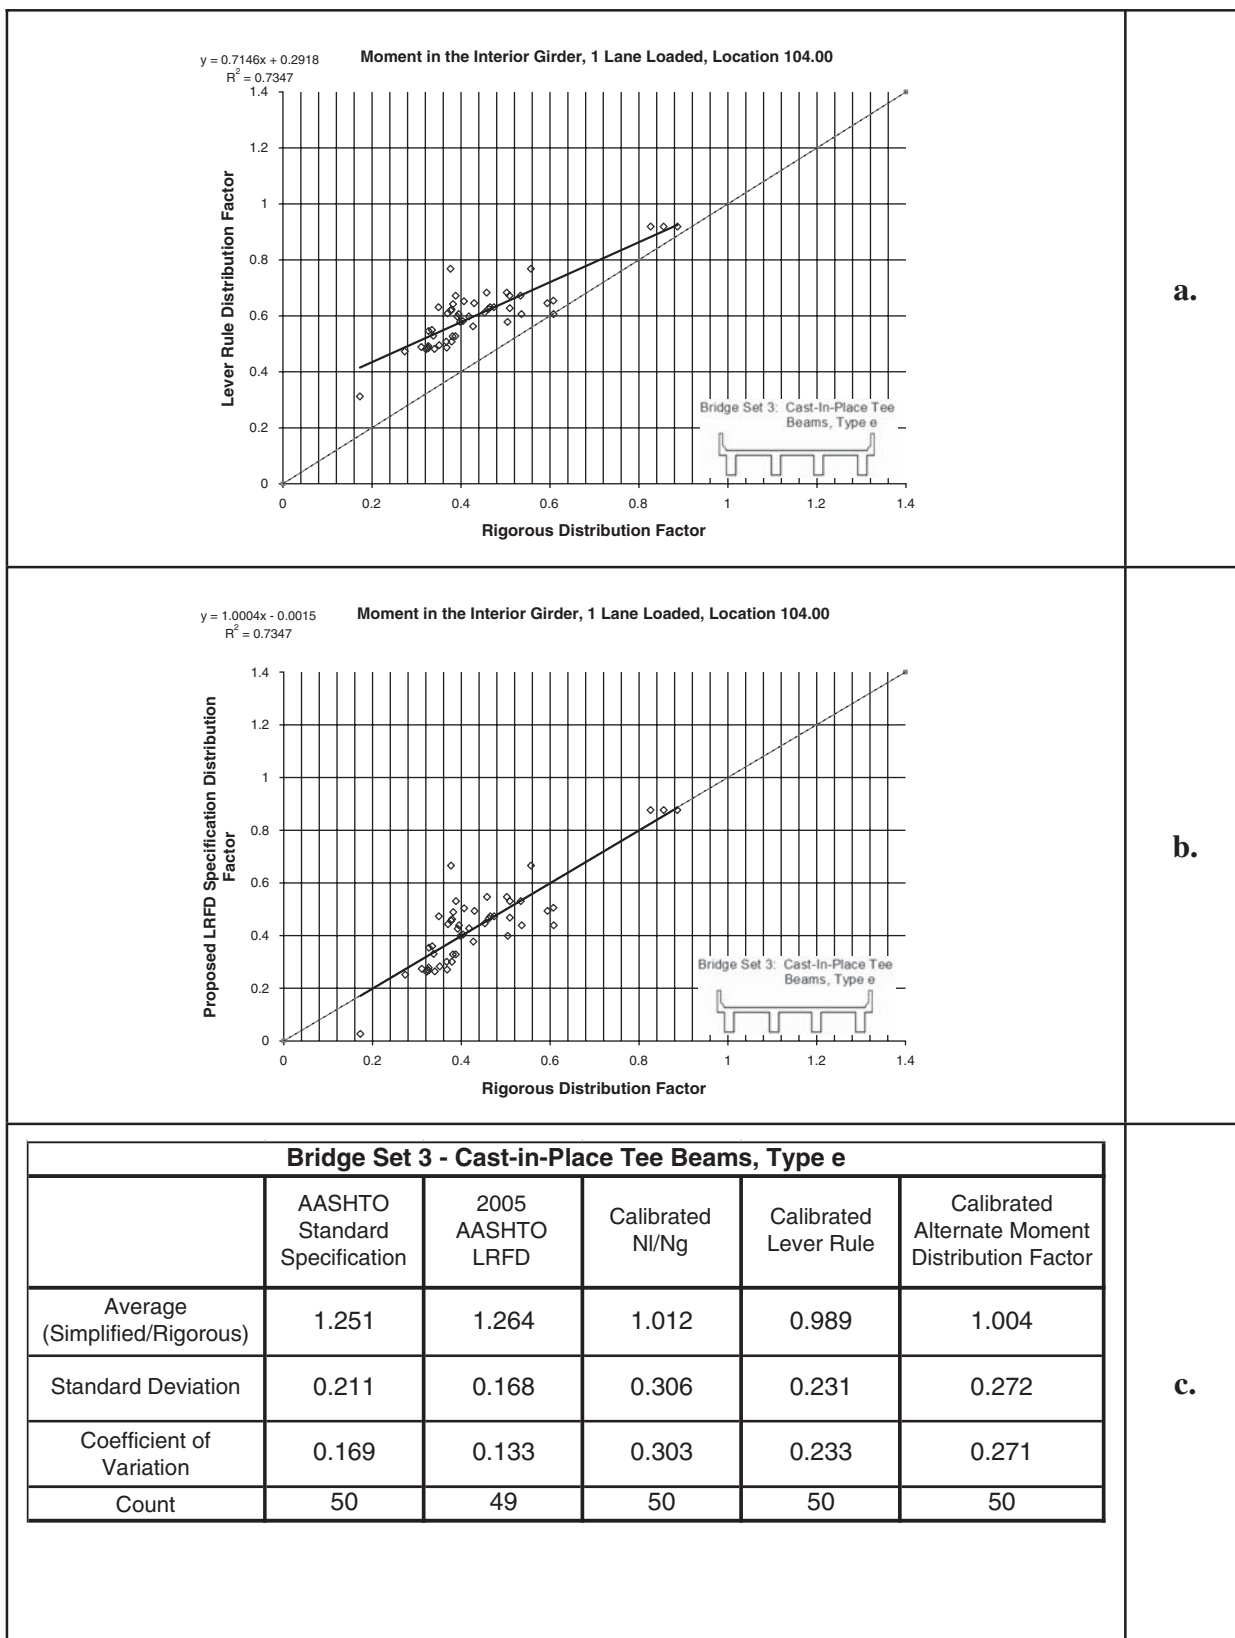 y = 0.7146x + 0.2918
R2 = 0.7347
Moment in the Interior Girder, 1 Lane Loaded, Location 104.00
Lever Rule Distribution Factor
1.4
1.2
1
0.8
0.6
0.4
0.2
0
0 0.2 0.4 0.6 0.8 1 1.2 1.4
Rigorous Distribution Factor
Bridge Set 3: Cast-In-Place Tee
Beams, Type e
a.
y = 1.0004x - 0.0015
R2 = 0.7347
Moment in the Interior Girder, 1 Lane Loaded, Location 104.00
Proposed LRFD Specification Distribution
Factor
1.4
1.2
1
0.8
0.6
0.4
0.2
0
0 0.2 0.4 0.6 0.8 1 1.2 1.4
Rigorous Distribution Factor
Bridge Set 3: Cast-In-Place Tee
Beams, Type e
b.
Bridge Set 3 - Cast-in-Place Tee Beams, Type e
AASHTO
Standard
Specification
2005
AASHTO
LRFD
Calibrated
Nl/Ng
Calibrated
Lever Rule
Calibrated
Alternate Moment
Distribution Factor
Average
(Simplified/Rigorous)
1.251 1.264 1.012 0.989 1.004
Standard Deviation 0.211 0.168 0.306 0.231 0.272
Coefficient of
Variation
0.169 0.133 0.303 0.233 0.271
Count 50 49 50 50 50
c.